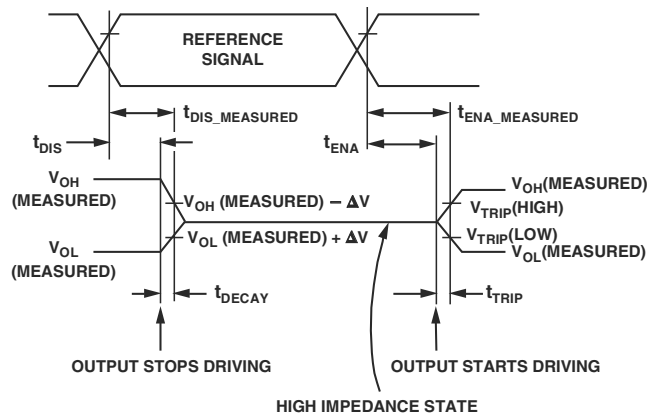 REFERENCE
SIGNAL
tDIS_MEASURED
tENA_MEASURED
tDIS
tENA
VOH
(MEASURED)
VOH (MEASURED) – ΔV
VOL (MEASURED) + ΔV
VOL
(MEASURED)
VOH(MEASURED)
VTRIP(HIGH)
VTRIP(LOW)
VOL(MEASURED)
tDECAY
tTRIP
OUTPUT STOPS DRIVING
OUTPUT STARTS DRIVING
HIGH IMPEDANCE STATE